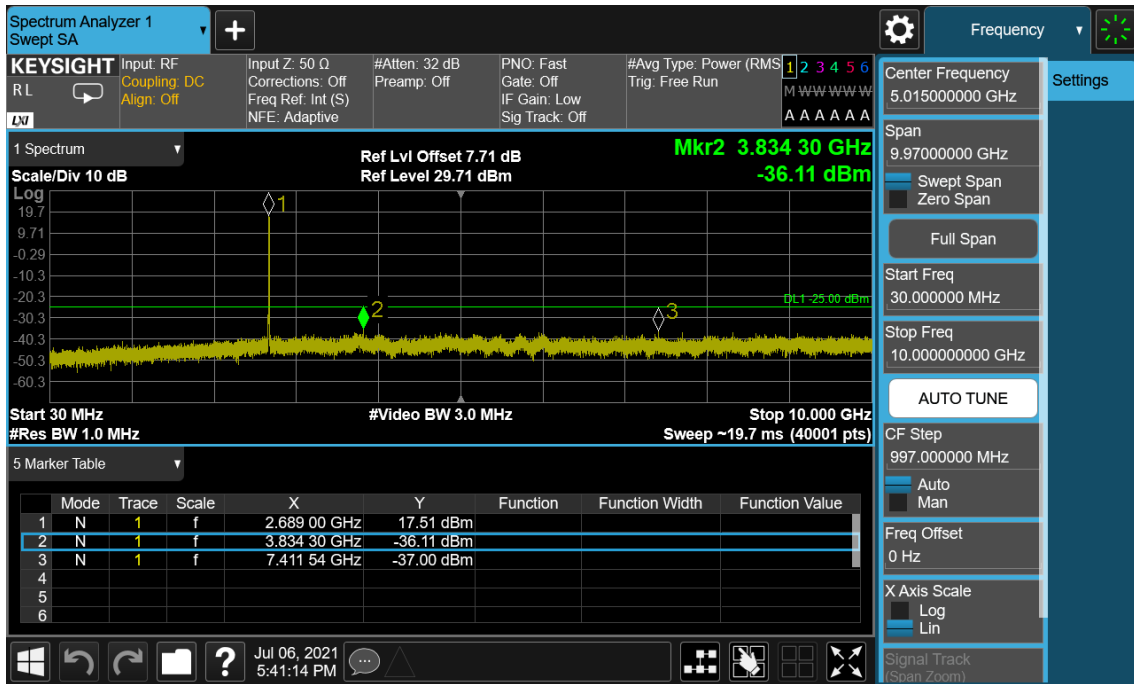 Spectrum Analyzer 1
Swept SA
Frequency
KEYSIGHT
R L
LXI
Input: RF
Coupling: DC
Align: Off
Input Z: 50 Ω
Corrections: Off
Freq Ref: Int (S)
NFE: Adaptive
#Atten: 32 dB
Preamp: Off
PNO: Fast
Gate: Off
IF Gain: Low
Sig Track: Off
#Avg Type: Power (RMS
Trig: Free Run
1 2 3 4 5 6
M W W W W W
A A A A A A
1 Spectrum
Scale/Div 10 dB
Ref Lvl Offset 7.71 dB
Ref Level 29.71 dBm
Mkr2 3.834 30 GHz
-36.11 dBm
Log
19.7
9.71
-0.29
-10.3
-20.3
-30.3
-40.3
-50.3
-60.3
1
2
3
DL1 -25.00 dBm
Start 30 MHz
#Video BW 3.0 MHz
Stop 10.000 GHz
#Res BW 1.0 MHz
Sweep ~19.7 ms (40001 pts)
5 Marker Table
Mode Trace Scale X Y Function Function Width Function Value
1 N 1 f 2.689 00 GHz 17.51 dBm
2 N 1 f 3.834 30 GHz -36.11 dBm
3 N 1 f 7.411 54 GHz -37.00 dBm
4
5
6
?
Jul 06, 2021
5:41:14 PM
Center Frequency
5.015000000 GHz
Settings
Span
9.97000000 GHz
Swept Span
Zero Span
Full Span
Start Freq
30.000000 MHz
Stop Freq
10.000000000 GHz
AUTO TUNE
CF Step
997.000000 MHz
Auto
Man
Freq Offset
0 Hz
X Axis Scale
Log
Lin
Signal Track
(Span Zoom)